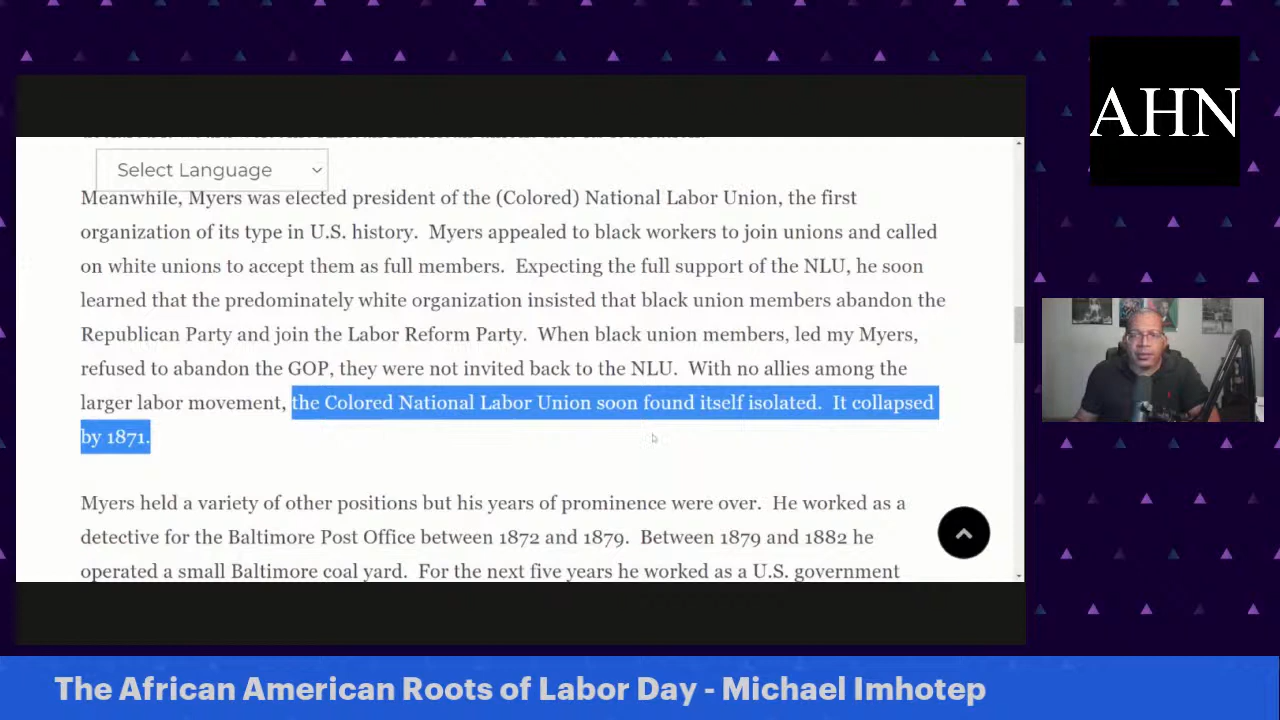 AHN
Select Language
Meanwhile, Myers was elected president of the (Colored) National Labor Union, the first
organization of its type in U.S. history. Myers appealed to black workers to join unions and called
on white unions to accept them as full members. Expecting the full support of the NLU, he soon
learned that the predominately white organization insisted that black union members abandon the
Republican Party and join the Labor Reform Party. When black union members, led my Myers,
refused to abandon the GOP, they were not invited back to the NLU. With no allies among the
larger labor movement, the Colored National Labor Union soon found itself isolated. It collapsed
by 1871.
Myers held a variety of other positions but his years of prominence were over. He worked as a
detective for the Baltimore Post Office between 1872 and 1879. Between 1879 and 1882 he
operated a small Baltimore coal yard. For the next five years he worked as a U.S. government
The African American Roots of Labor Day - Michael Imhotep